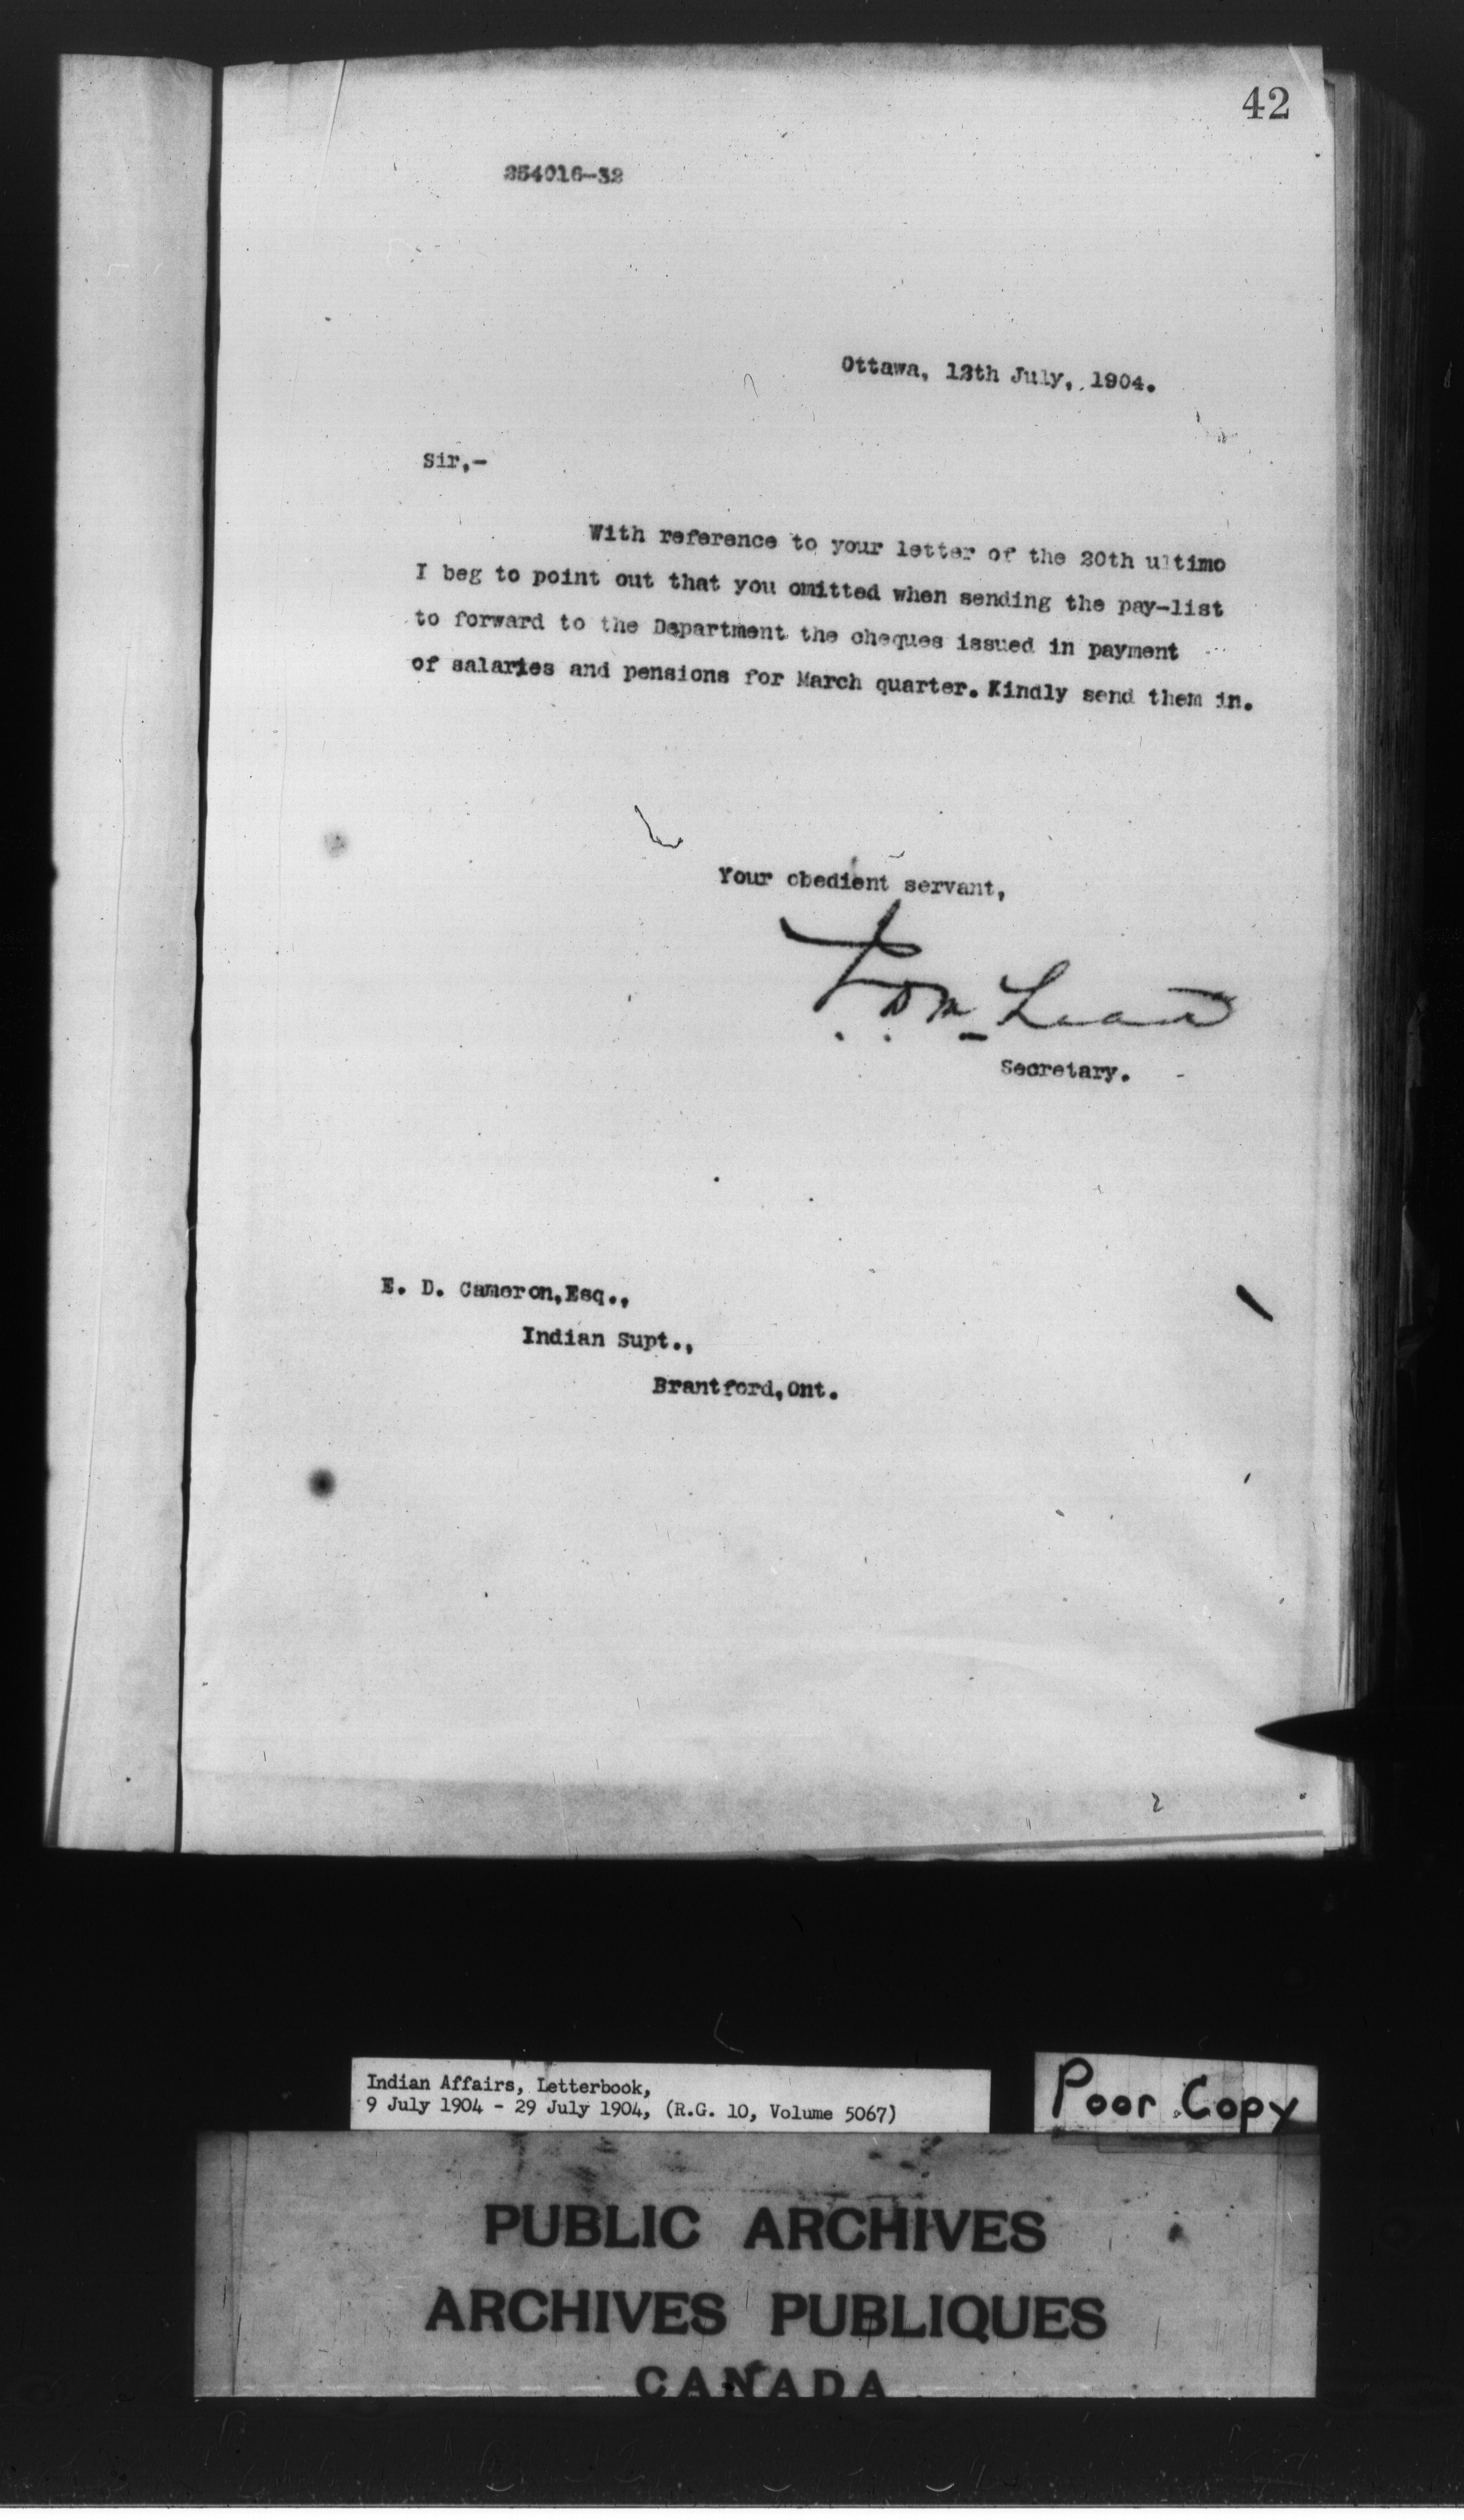 42
254016-32
Ottawa, 12th July, 1904.
Sir,-
With reference to your letter of the 20th ultimo
I beg to point out that you omitted when sending the pay-list
to forward to the Department the cheques issued in payment
of salaries and pensions for March quarter. Kindly send them in.
Your obedient servant,
Secretary.
E. D. Cameron,Esq.,
Indian Supt.,
Brantford,Ont.
Indian Affairs, Letterbook,
9 July 1904 - 29 July 1904, (R.G. 10, Volume 5067)
Poor Copy
PUBLIC ARCHIVES
ARCHIVES PUBLIQUES
CANADA